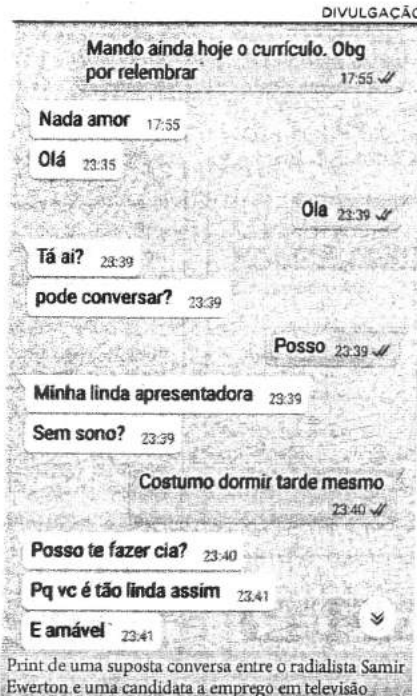 DIVULGAÇÃO
Mando ainda hoje o currículo. Obg
por relembrar 17:55
Nada amor 17:55
Olá 23:35
Ola 23:39
Tá ai? 23:39
pode conversar? 23:39
Posso 23:39
Minha linda apresentadora 23:39
Sem sono? 23:39
Costumo dormir tarde mesmo
23:40
Posso te fazer cia? 23:40
Pq vc é tão linda assim 23:41
E amável 23:41
Print de uma suposta conversa entre o radialista Samir
Ewerton e uma candidata a emprego em televisão